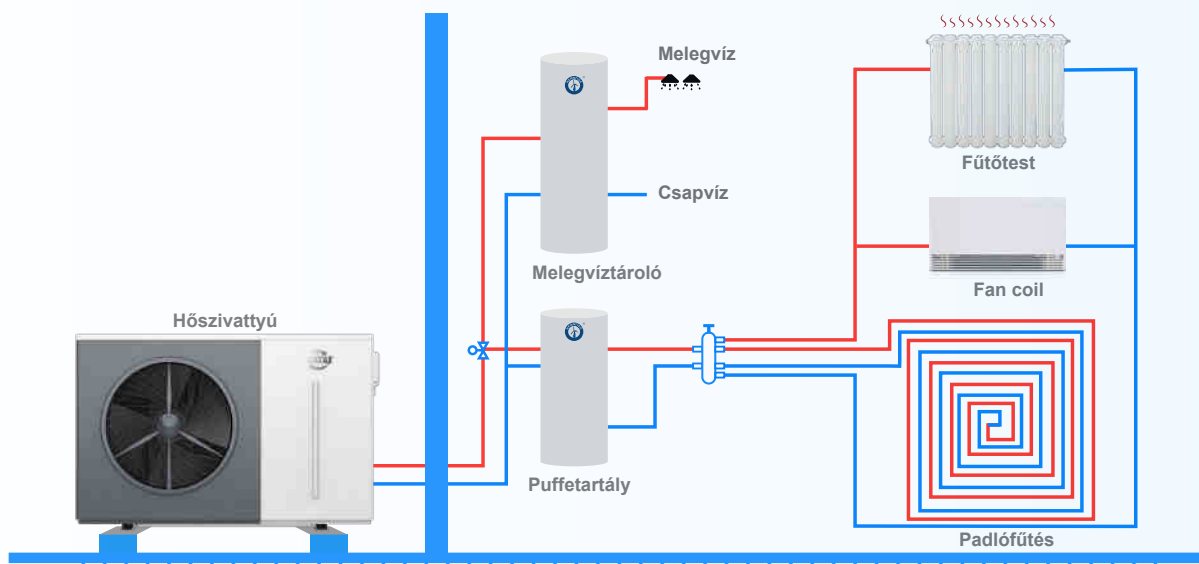 Melegvíz
Fűtőtest
Csapvíz
Melegvíztároló
Fan coil
Hőszivattyú
Puffetartály
Padlófűtés